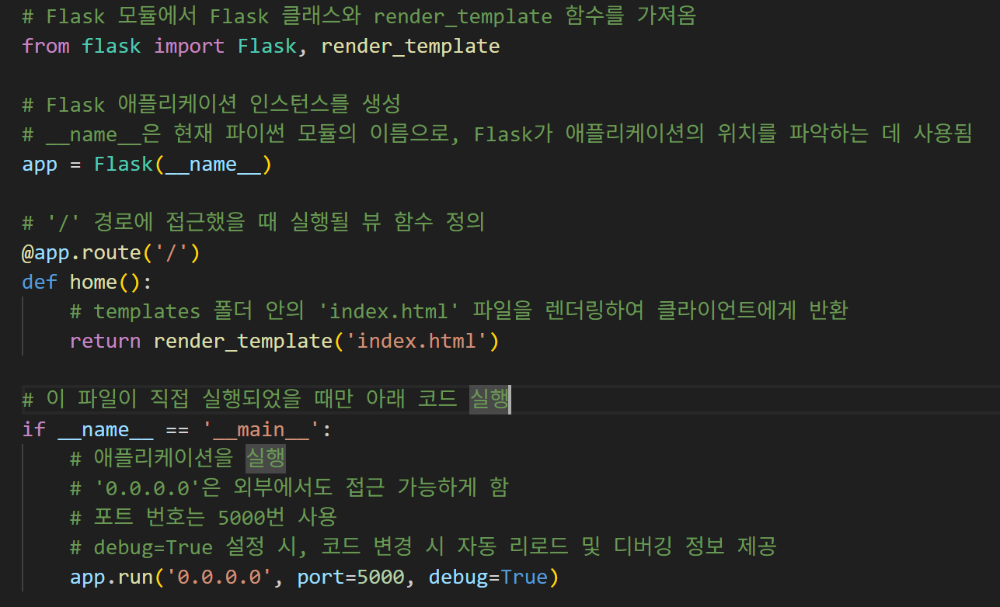 # Flask 모듈에서 Flask 클래스와 render_template 함수를 가져옴
from flask import Flask, render_template
# Flask 애플리케이션 인스턴스를 생성
# __name__은 현재 파이썬 모듈의 이름으로, Flask가 애플리케이션의 위치를 파악하는 데 사용됨
app = Flask(__name__)
# '/' 경로에 접근했을 때 실행될 뷰 함수 정의
@app.route('/')
def home():
    # templates 폴더 안의 'index.html' 파일을 렌더링하여 클라이언트에게 반환
    return render_template('index.html')
# 이 파일이 직접 실행되었을 때만 아래 코드 실행
if __name__ == '__main__':
    # 애플리케이션을 실행
    # '0.0.0.0'은 외부에서도 접근 가능하게 함
    # 포트 번호는 5000번 사용
    # debug=True 설정 시, 코드 변경 시 자동 리로드 및 디버깅 정보 제공
    app.run('0.0.0.0', port=5000, debug=True)